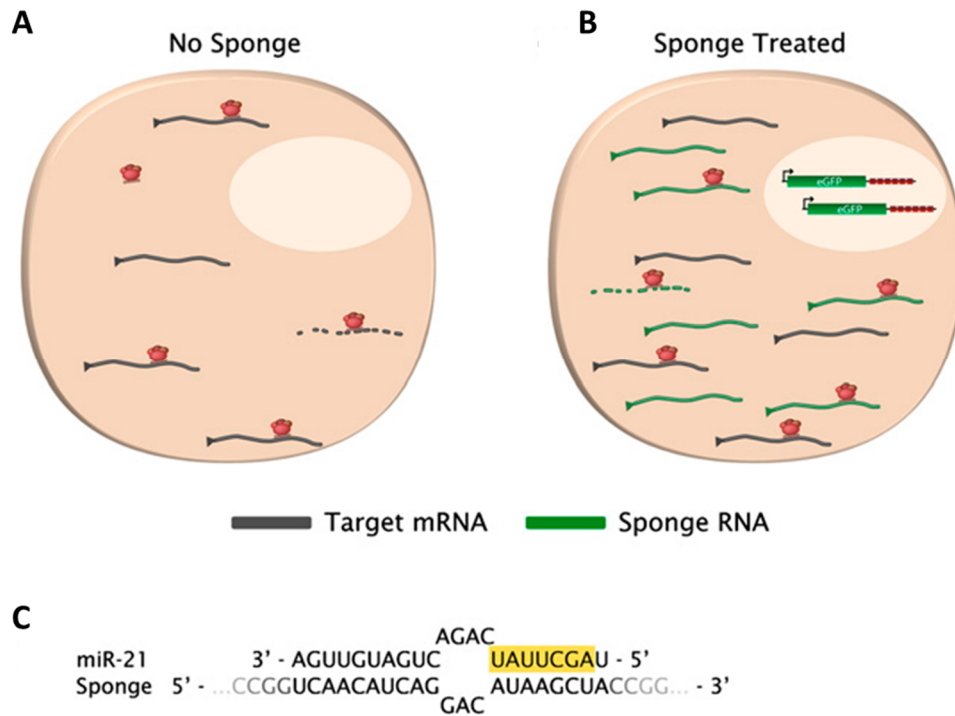 A
B
No Sponge
Sponge Treated
eGFP
eGFP
Target mRNA
Sponge RNA
C
AGAC
miR-21 3' - AGUUGUAGUC UAUUCGAU - 5'
Sponge 5' - ...CCGGUCAACAUCAG AUAAGCUACCGG... - 3'
GAC